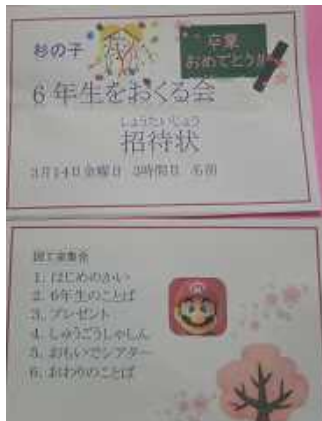 杉の子
卒業
おめでとう!!
6年生をおくる会
しょうたいじょう
招待状
3月14日金曜日 3時間目 名前
1. はじめのかい
2. 6年生のことば
3. プレゼント
4. しゅうごうしゃしん
5. おもいでシアター
6. おわりのことば